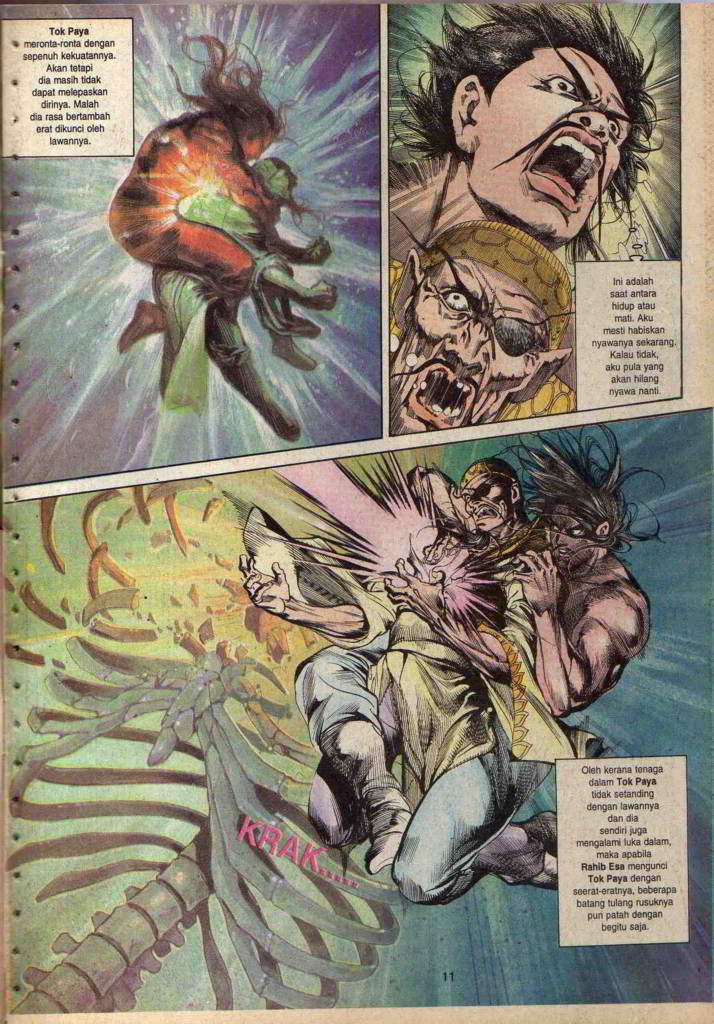 Tok Paya
meronta-ronta dengan
sepenuh kekuatannya.
Akan tetapi
dia masih tidak
dapat melepaskan
dirinya. Malah
dia rasa bertambah
erat dikunci oleh
lawannya.
Ini adalah
saat antara
hidup atau
mati. Aku
mesti habiskan
nyawanya sekarang.
Kalau tidak,
aku pula yang
akan hilang
nyawa nanti.
KRAK......
Oleh kerana tenaga
dalam Tok Paya
tidak setanding
dengan lawannya
dan dia
sendiri juga
mengalami luka dalam,
maka apabila
Rahib Esa mengunci
Tok Paya dengan
seerat-eratnya, beberapa
batang tulang rusuknya
pun patah dengan
begitu saja.
11